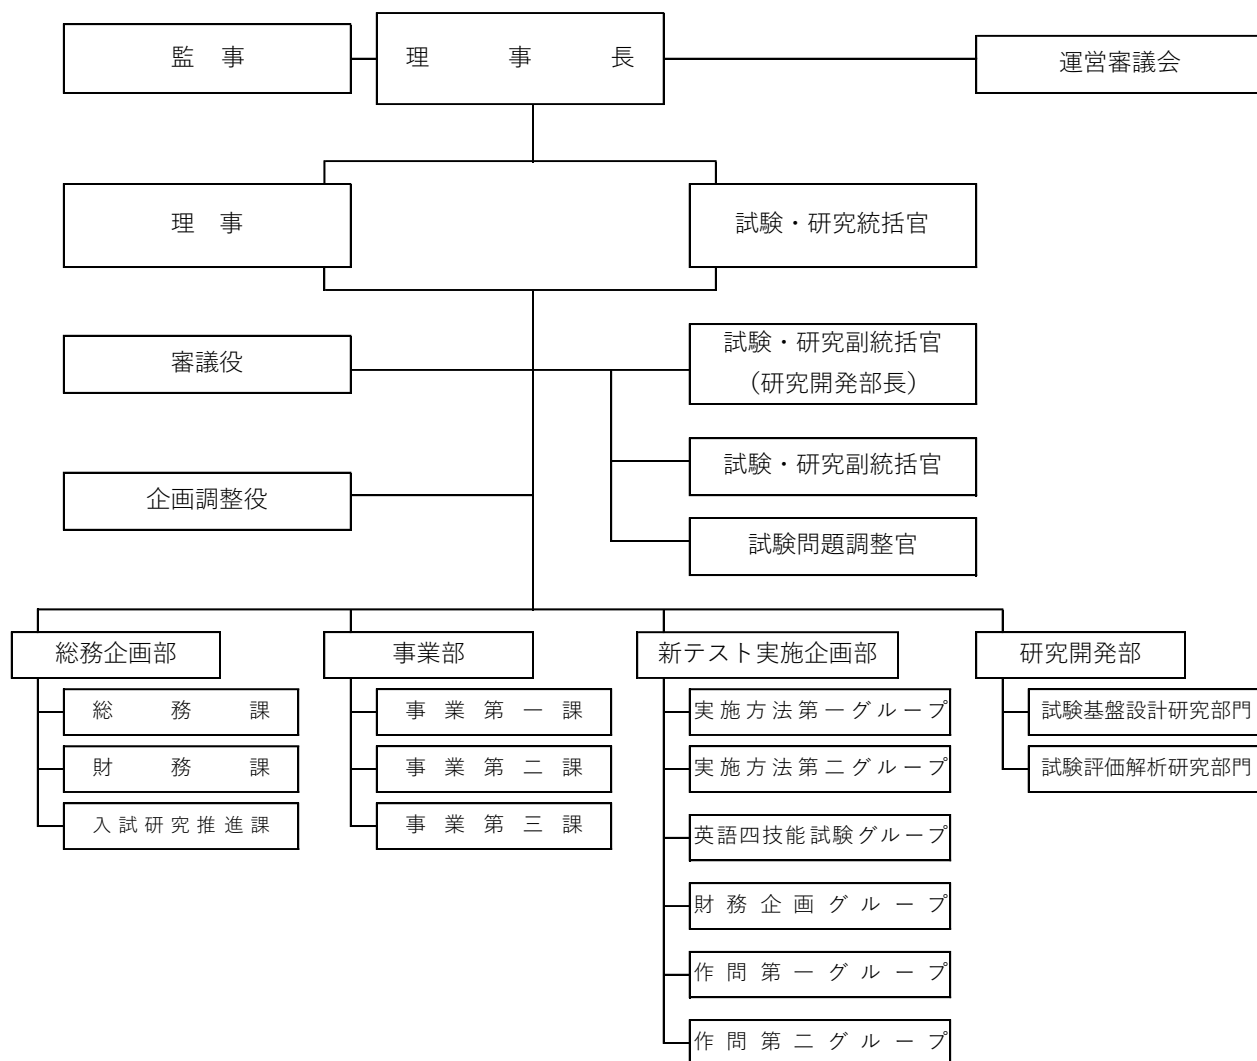 監事
理事長
運営審議会
理事
試験・研究統括官
審議役
試験・研究副統括官
（研究開発部長）
試験・研究副統括官
企画調整役
試験問題調整官
総務企画部
事業部
新テスト実施企画部
研究開発部
総務課
事業第一課
実施方法第一グループ
試験基盤設計研究部門
財務課
事業第二課
実施方法第二グループ
試験評価解析研究部門
入試研究推進課
事業第三課
英語四技能試験グループ
財務企画グループ
作問第一グループ
作問第二グループ